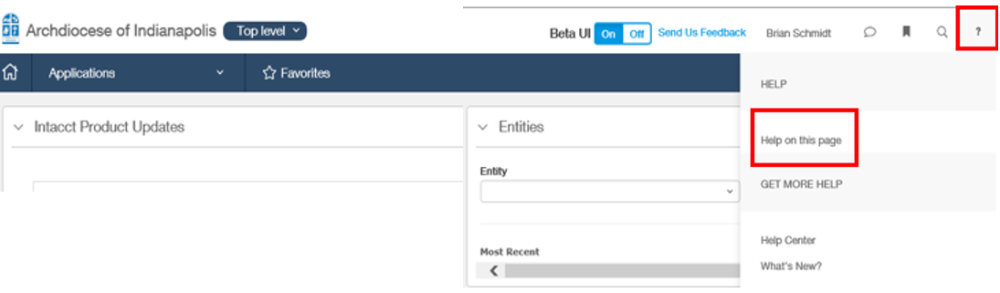 Archdiocese of Indianapolis Top level
Beta UI On Off Send Us Feedback Brian Schmidt ?
Applications Favorites
HELP
Intacct Product Updates
Entities
Help on this page
Entity
GET MORE HELP
Help Center
Most Recent
What's New?